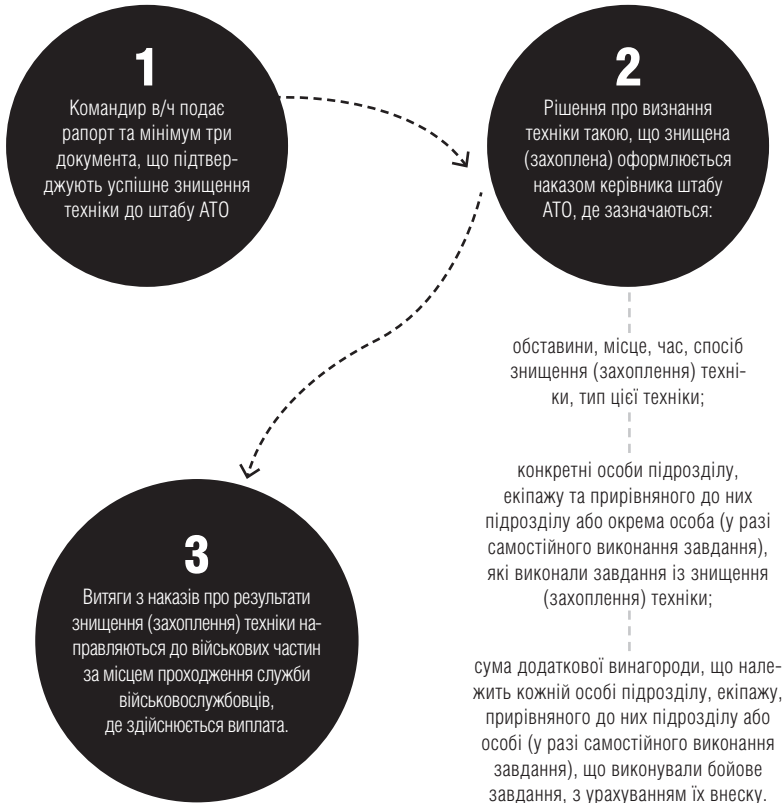 1
Командир в/ч подає
рапорт та мінімум три
документа, що підтвер-
джують успішне знищення
техніки до штабу АТО
2
Рішення про визнання
техніки такою, що знищена
(захоплена) оформлюється
наказом керівника штабу
АТО, де зазначаються:
обставини, місце, час, спосіб
знищення (захоплення) техні-
ки, тип цієї техніки;
конкретні особи підрозділу,
екіпажу та прирівняного до них
підрозділу або окрема особа (у разі
самостійного виконання завдання),
які виконали завдання із знищення
(захоплення) техніки;
сума додаткової винагороди, що нале-
жить кожній особі підрозділу, екіпажу,
прирівняного до них підрозділу або
особі (у разі самостійного виконання
завдання), що виконували бойове
завдання, з урахуванням їх внеску.
3
Витяги з наказів про результати
знищення (захоплення) техніки на-
правляються до військових частин
за місцем проходження служби
військовослужбовців,
де здійснюється виплата.